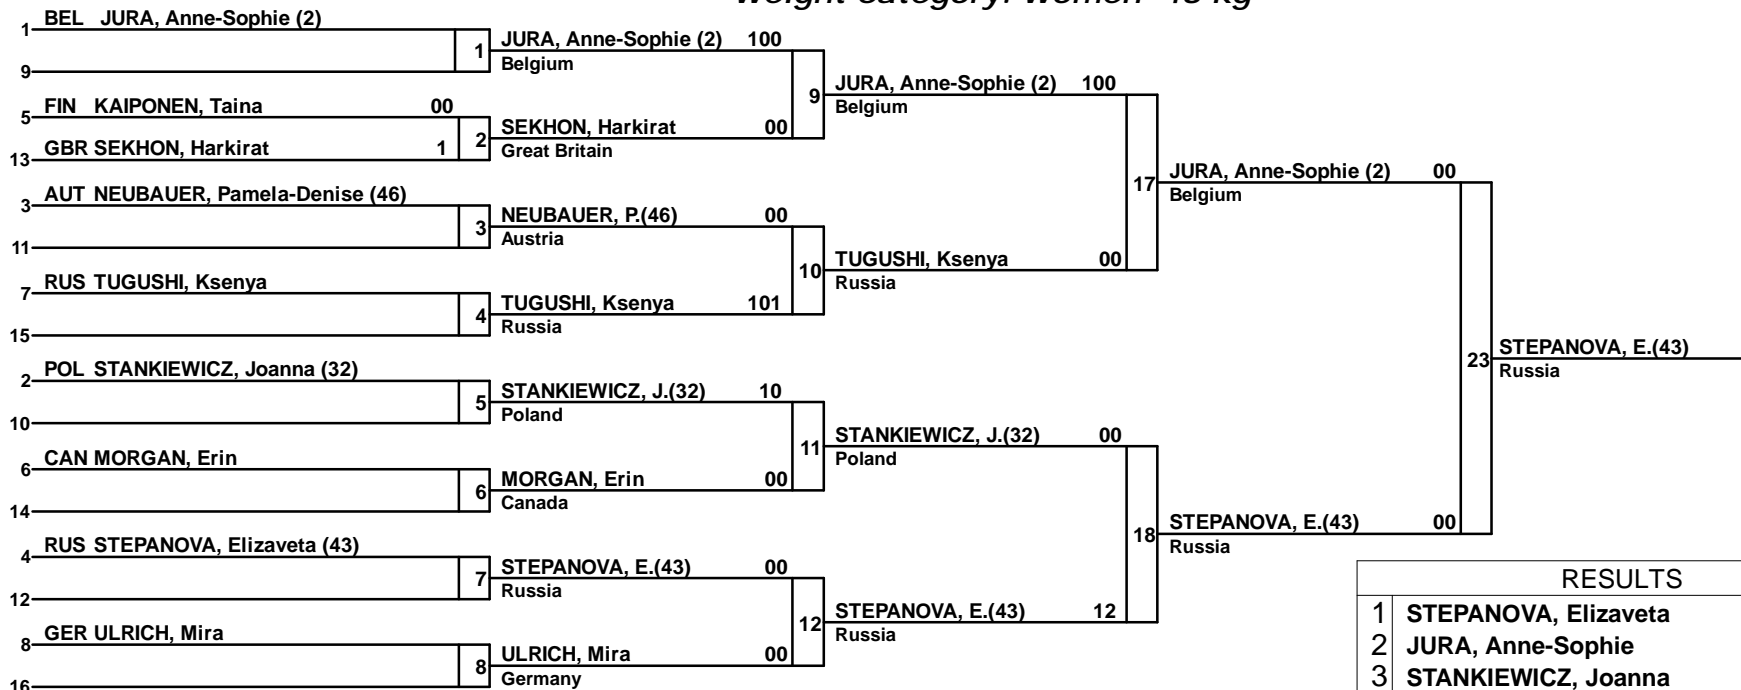 1 BEL JURA, Anne-Sophie (2)
9
1
5 FIN KAIPONEN, Taina 00
13 GBR SEKHON, Harkirat 1
2
3 AUT NEUBAUER, Pamela-Denise (46)
11
3
7 RUS TUGUSHI, Ksenya
15
4
2 POL STANKIEWICZ, Joanna (32)
10
5
6 CAN MORGAN, Erin
14
6
4 RUS STEPANOVA, Elizaveta (43)
12
7
8 GER ULRICH, Mira
16
8
JURA, Anne-Sophie (2) 100
Belgium
9
SEKHON, Harkirat 00
Great Britain
NEUBAUER, P.(46) 00
Austria
10
TUGUSHI, Ksenya 101
Russia
STANKIEWICZ, J.(32) 10
Poland
11
MORGAN, Erin 00
Canada
STEPANOVA, E.(43) 00
Russia
12
ULRICH, Mira 00
Germany
JURA, Anne-Sophie (2) 100
Belgium
17
TUGUSHI, Ksenya 00
Russia
STANKIEWICZ, J.(32) 00
Poland
18
STEPANOVA, E.(43) 12
Russia
JURA, Anne-Sophie (2) 00
Belgium
23
STEPANOVA, E.(43) 00
Russia
STEPANOVA, E.(43)
Russia
RESULTS
1 STEPANOVA, Elizaveta
2 JURA, Anne-Sophie
3 STANKIEWICZ, Joanna